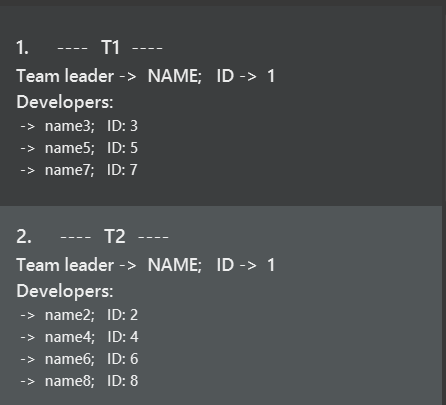 1. ---- T1 ----
Team leader -> NAME; ID -> 1
Developers:
-> name3; ID: 3
-> name5; ID: 5
-> name7; ID: 7
2. ---- T2 ----
Team leader -> NAME; ID -> 1
Developers:
-> name2; ID: 2
-> name4; ID: 4
-> name6; ID: 6
-> name8; ID: 8